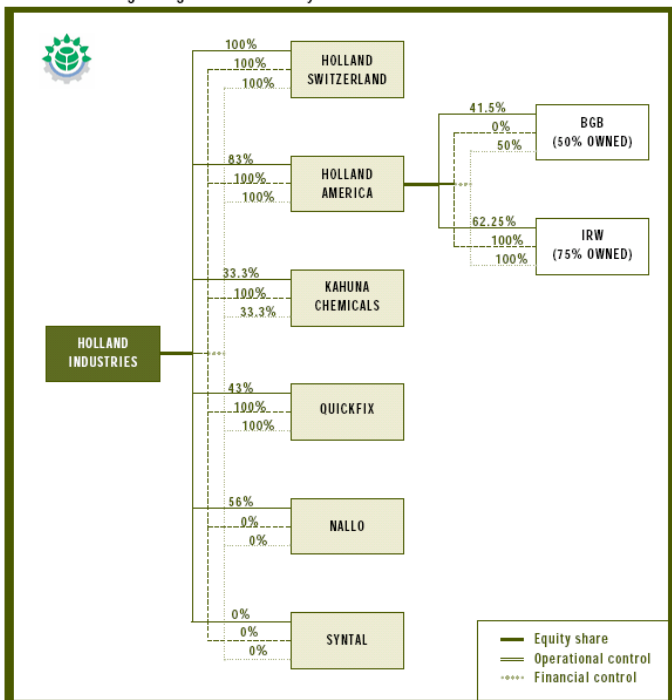 100%
100%
100%
HOLLAND
SWITZERLAND
83%
100%
100%
HOLLAND
AMERICA
41.5%
0%
50%
BGB
(50% OWNED)
62.25%
100%
100%
IRW
(75% OWNED)
33.3%
100%
33.3%
KAHUNA
CHEMICALS
HOLLAND
INDUSTRIES
43%
100%
100%
QUICKFIX
56%
0%
0%
NALLO
0%
0%
0%
SYNTAL
Equity share
Operational control
Financial control